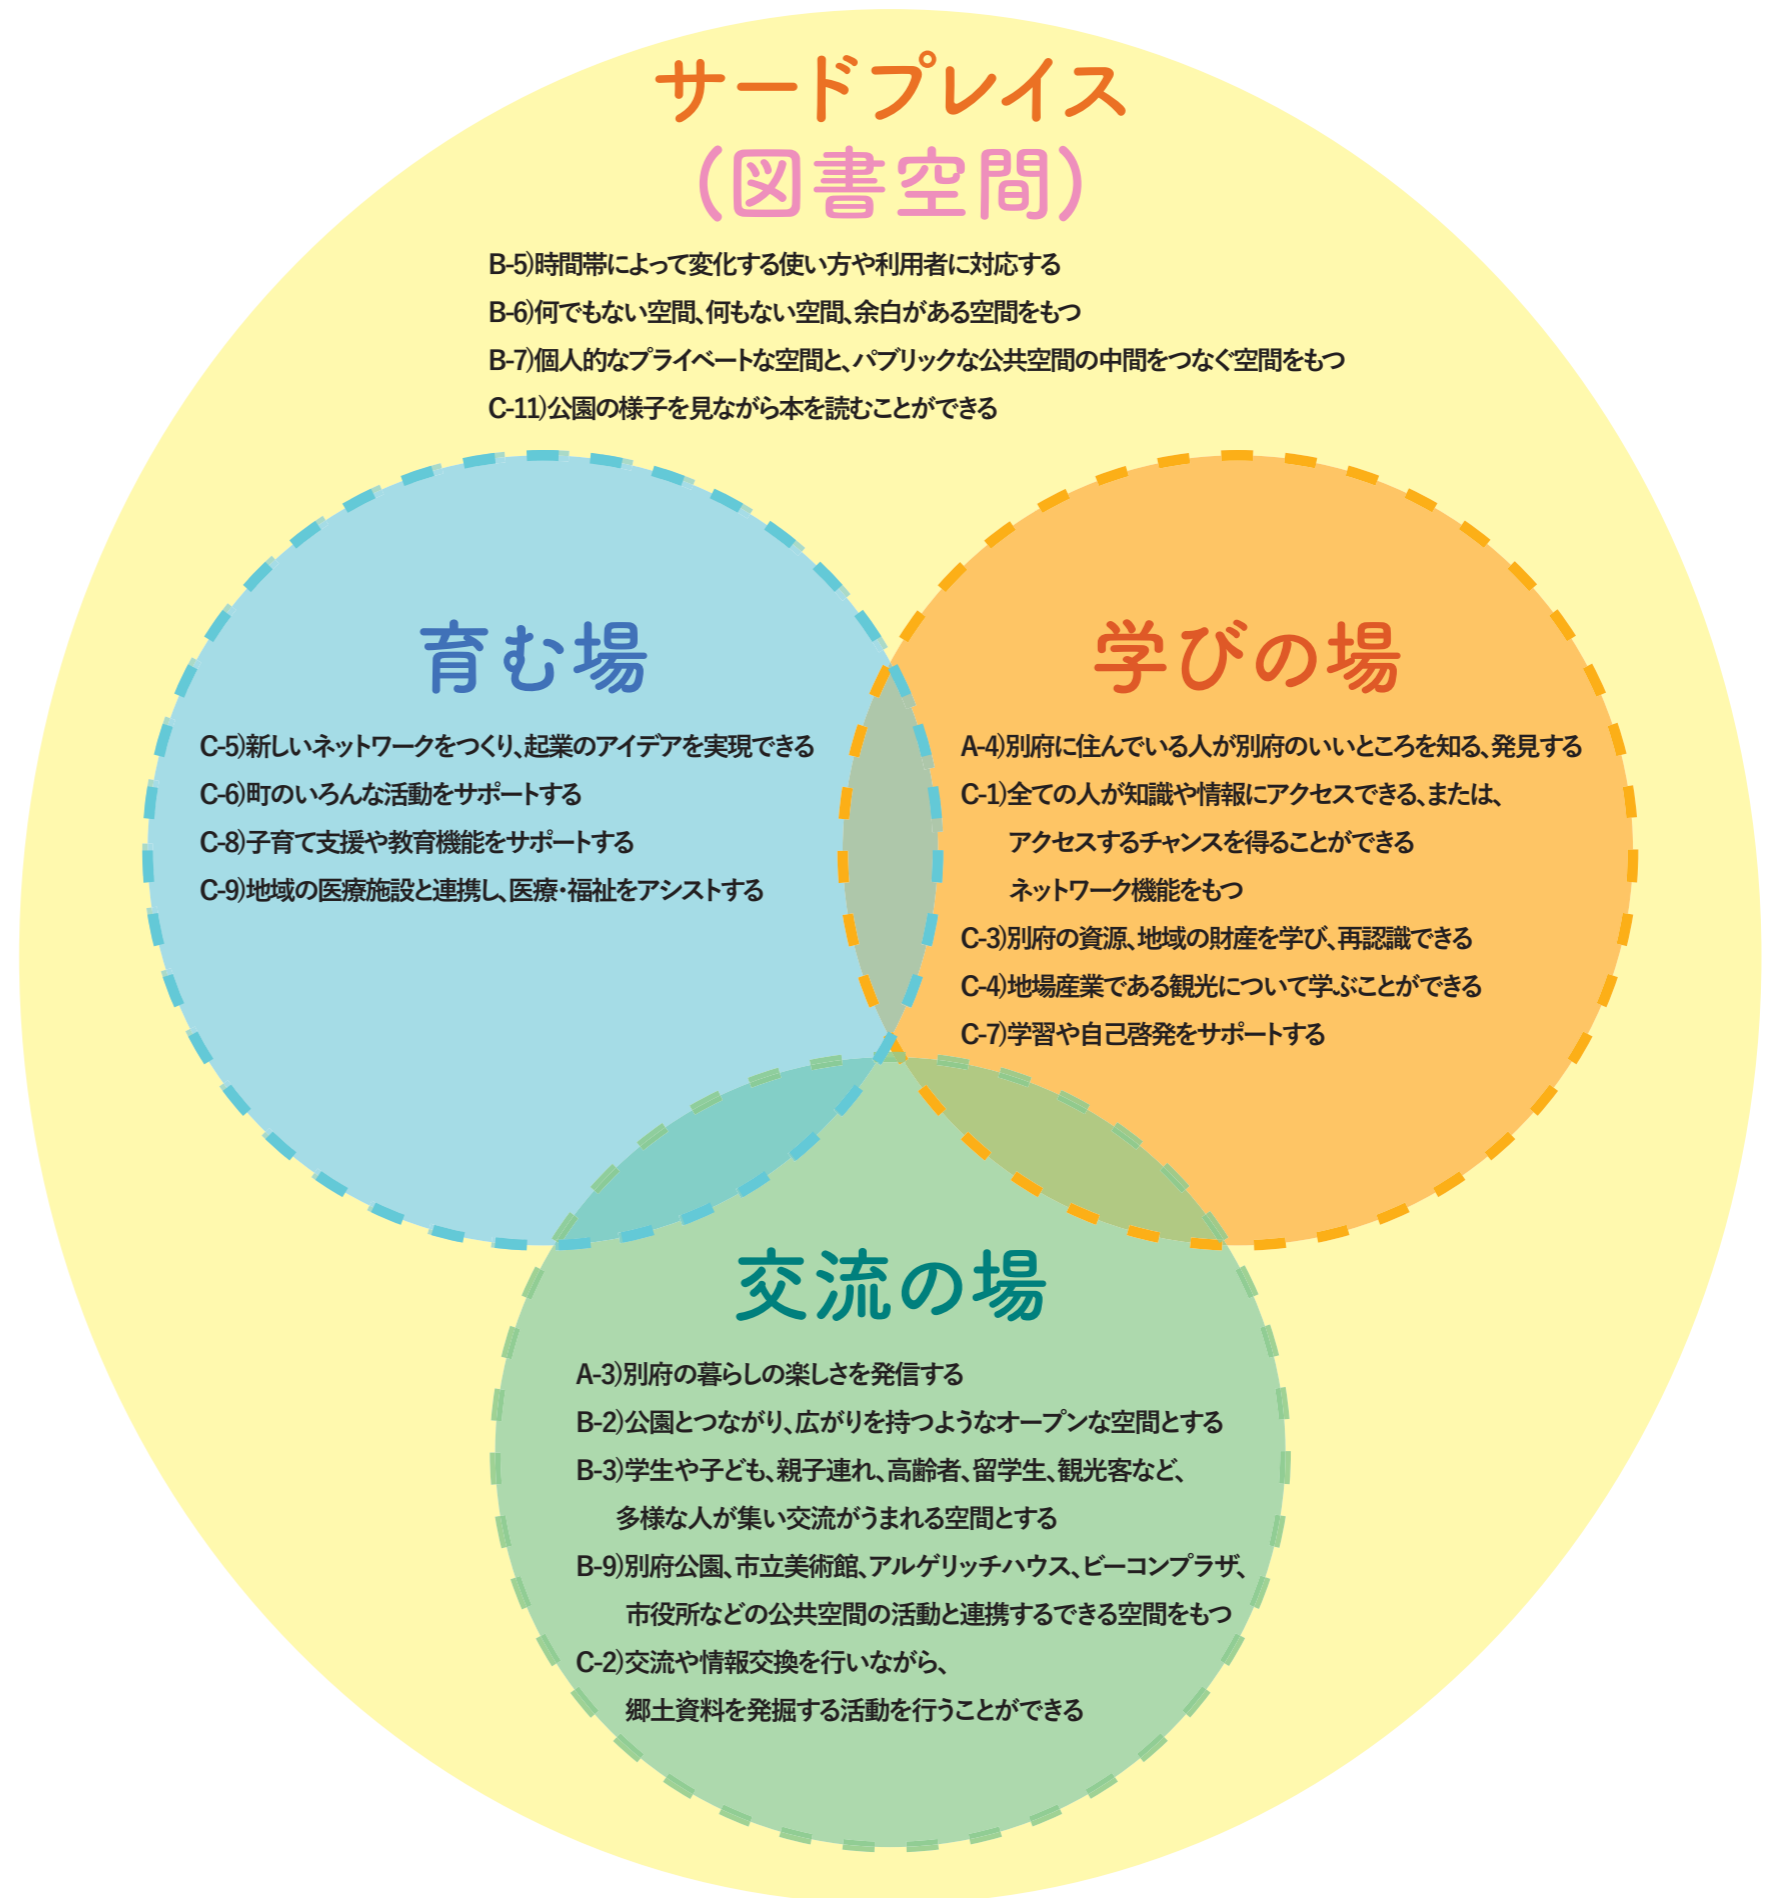 サードプレイス
(図書空間)
B-5)時間帯によって変化する使い方や利用者に対応する
B-6)何でもない空間、何もない空間、余白がある空間をもつ
B-7)個人的なプライベートな空間と、パブリックな公共空間の中間をつなぐ空間をもつ
C-11)公園の様子を見ながら本を読むことができる
育む場
C-5)新しいネットワークをつくり、起業のアイデアを実現できる
C-6)町のいろんな活動をサポートする
C-8)子育て支援や教育機能をサポートする
C-9)地域の医療施設と連携し、医療・福祉をアシストする
学びの場
A-4)別府に住んでいる人が別府のいいところを知る、発見する
C-1)全ての人が知識や情報にアクセスできる、または、
アクセスするチャンスを得ることができる
ネットワーク機能をもつ
C-3)別府の資源、地域の財産を学び、再認識できる
C-4)地場産業である観光について学ぶことができる
C-7)学習や自己啓発をサポートする
交流の場
A-3)別府の暮らしの楽しさを発信する
B-2)公園とつながり、広がりを持つようなオープンな空間とする
B-3)学生や子ども、親子連れ、高齢者、留学生、観光客など、
多様な人が集い交流がうまれる空間とする
B-9)別府公園、市立美術館、アルゲリッチハウス、ビーコンプラザ、
市役所などの公共空間の活動と連携するできる空間をもつ
C-2)交流や情報交換を行いながら、
郷土資料を発掘する活動を行うことができる